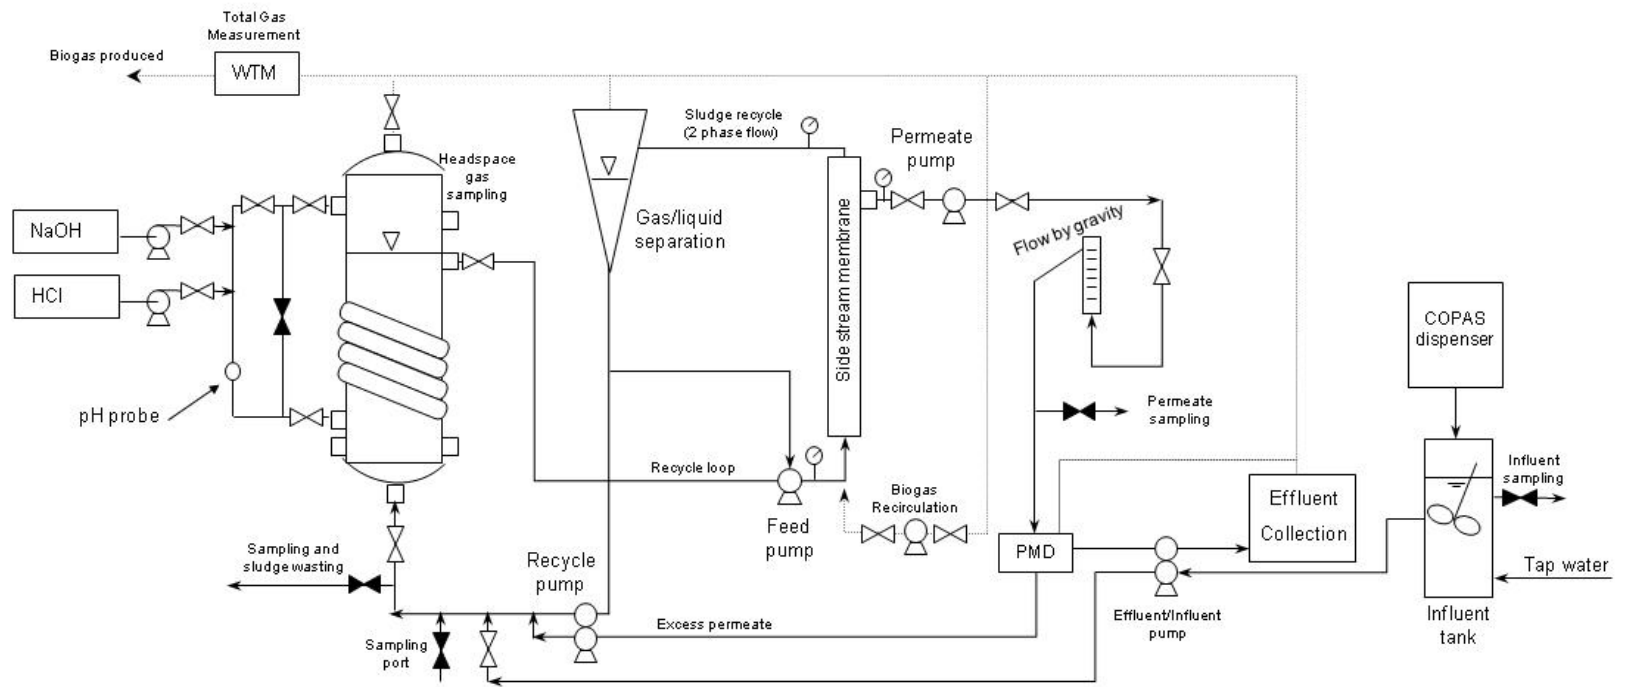 Total Gas
Measurement
Biogas produced
WTM
Headspace
gas
sampling
Sludge recycle
(2 phase flow)
Permeate
pump
NaOH
HCl
Gas/liquid
separation
Side stream membrane
Flow by gravity
COPAS
dispenser
pH probe
Permeate
sampling
Recycle loop
Feed
pump
Biogas
Recirculation
Influent
sampling
Effluent
Collection
PMD
Sampling and
sludge wasting
Recycle
pump
Tap water
Effluent/Influent
pump
Influent
tank
Excess permeate
Sampling
port